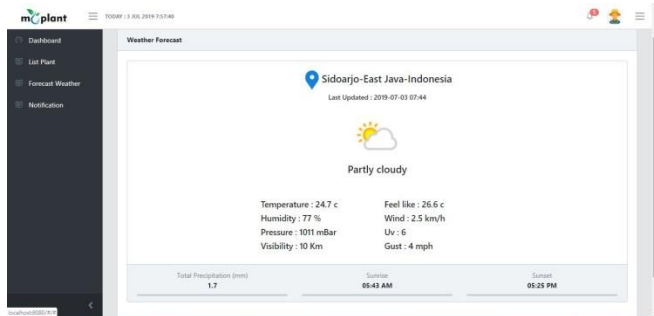 mc plant
TODAY : 3 JUL 2019 7:57:40
Dashboard
List Plant
Forecast Weather
Notification
Weather Forecast
Sidoarjo-East Java-Indonesia
Last Updated : 2019-07-03 07:44
Partly cloudy
Temperature : 24.7 c
Feel like : 26.6 c
Humidity : 77 %
Wind : 2.5 km/h
Pressure : 1011 mBar
Uv : 6
Visibility : 10 Km
Gust : 4 mph
Total Precipitation (mm)
Sunrise
Sunset
1.7
05:43 AM
05:25 PM